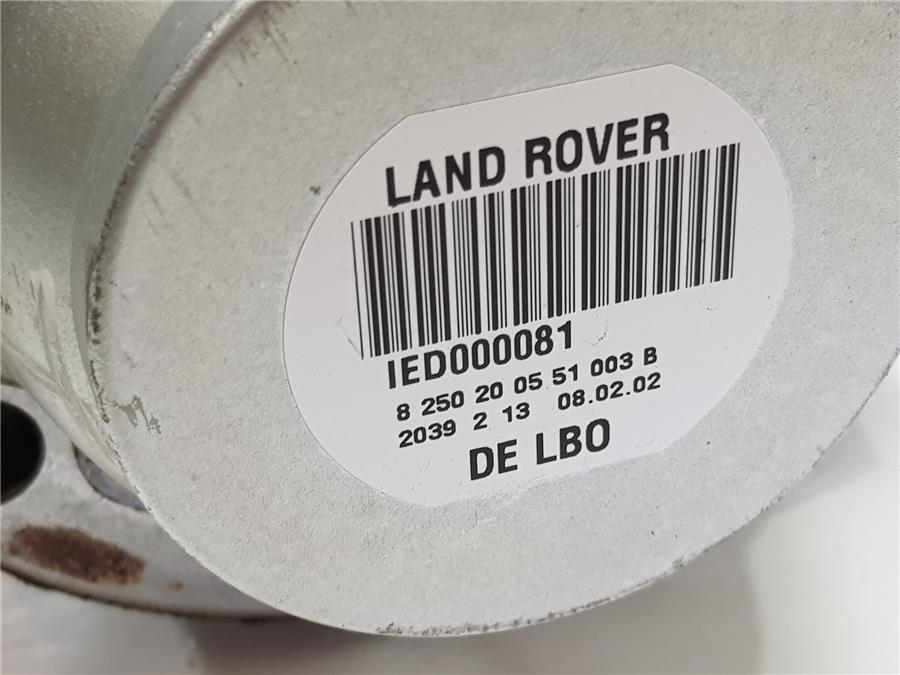 LAND ROVER
IED000081
8 250 20 05 51 003 B
2039 2 13 08.02.02
DE LBO